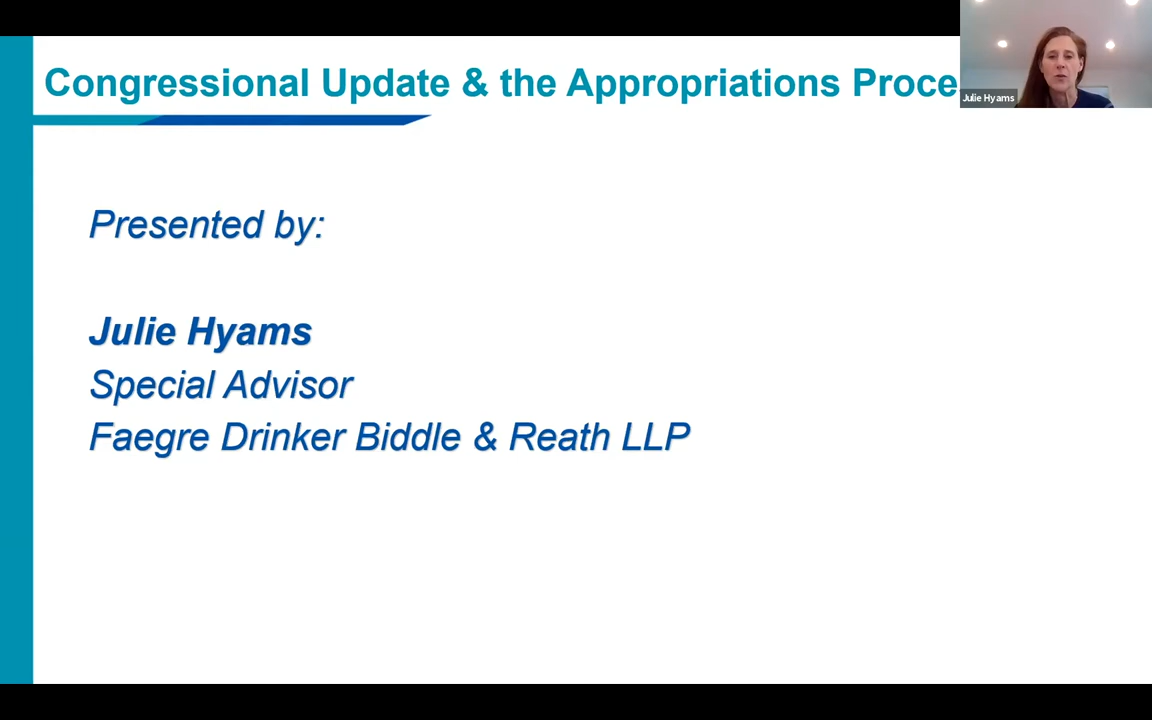 Congressional Update & the Appropriations Proce
Julie Hyams
Presented by:
Julie Hyams
Special Advisor
Faegre Drinker Biddle & Reath LLP